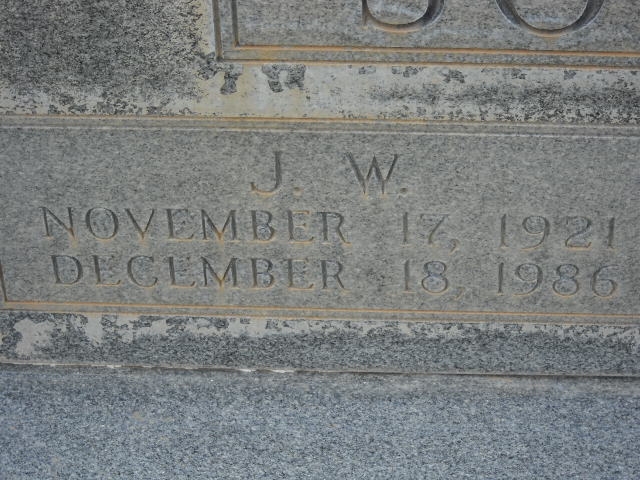 J. W.
NOVEMBER 17, 1921
DECEMBER 18, 1986